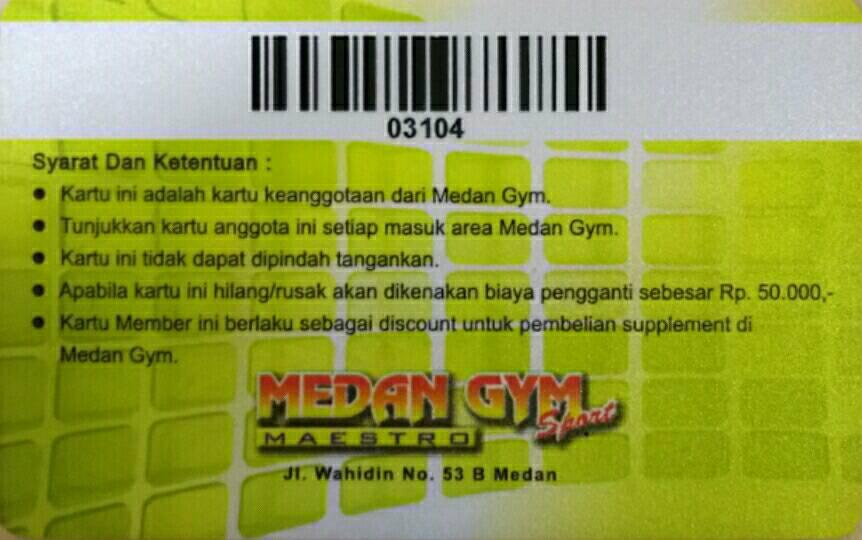 03104
Syarat Dan Ketentuan :
● Kartu ini adalah kartu keanggotaan dari Medan Gym.
● Tunjukkan kartu anggota ini setiap masuk area Medan Gym.
● Kartu ini tidak dapat dipindah tangankan.
● Apabila kartu ini hilang/rusak akan dikenakan biaya pengganti sebesar Rp. 50.000,-
● Kartu Member ini berlaku sebagai discount untuk pembelian supplement di
Medan Gym.
MEDAN GYM
Sport
MAESTRO
Jl. Wahidin No. 53 B Medan